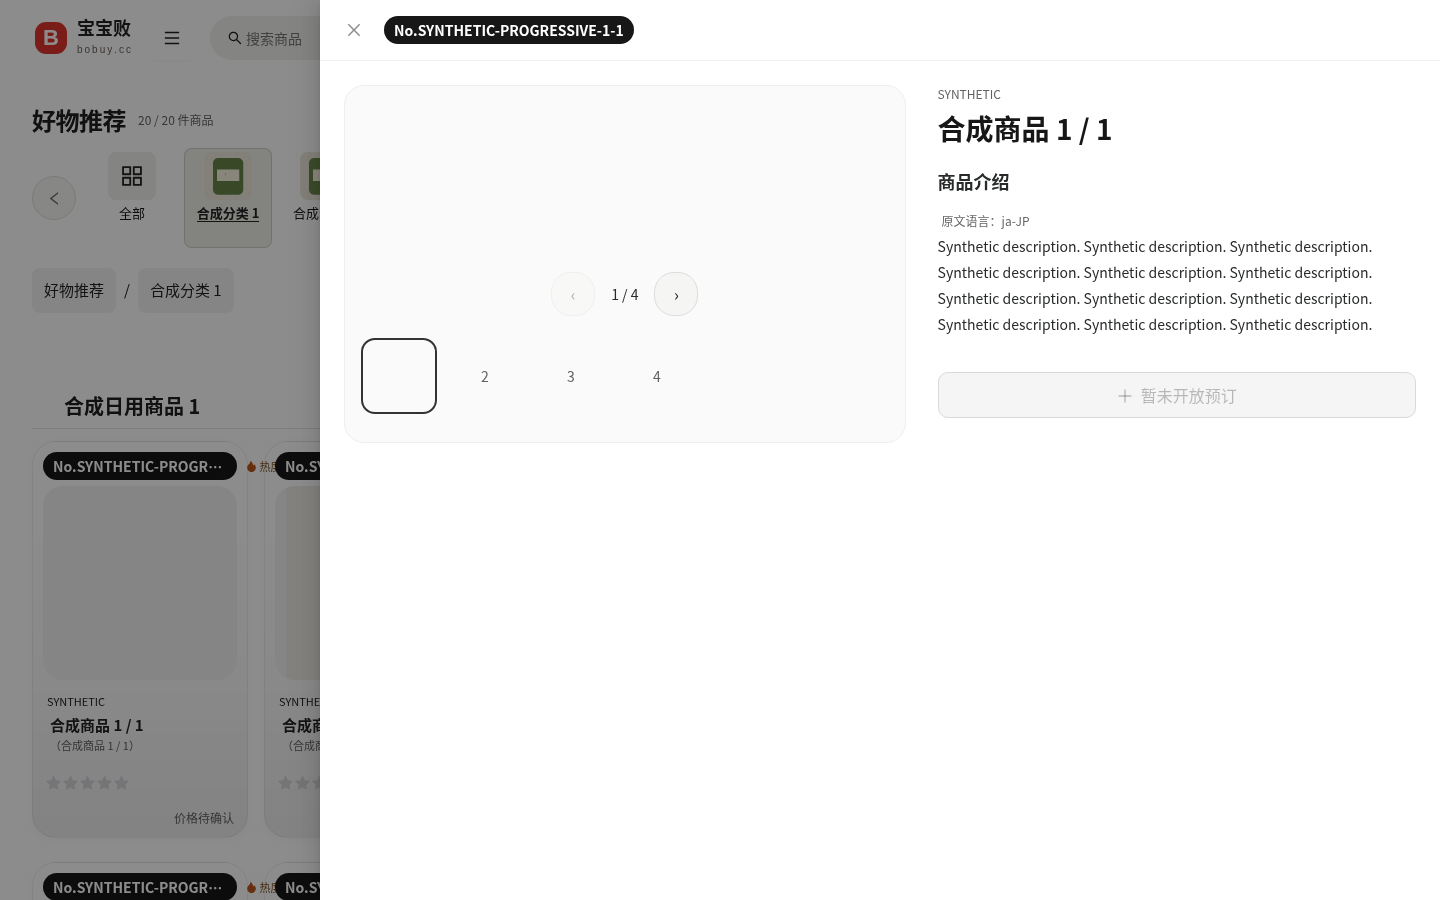 B
宝宝败
bobuy.cc
搜索商品
好物推荐
20 / 20 件商品
全部
合成分类 1
合成
好物推荐 / 合成分类 1
合成日用商品 1
No.SYNTHETIC-PROGR…
No.S
SYNTHETIC
合成商品 1 / 1
（合成商品 1 / 1）
价格待确认
SYNTHE
No.SYNTHETIC-PROGR…
No.S
No.SYNTHETIC-PROGRESSIVE-1-1
‹ 1 / 4 ›
2 3 4
SYNTHETIC
合成商品 1 / 1
商品介绍
原文语言：ja-JP
Synthetic description. Synthetic description. Synthetic description.
Synthetic description. Synthetic description. Synthetic description.
Synthetic description. Synthetic description. Synthetic description.
Synthetic description. Synthetic description. Synthetic description.
暂未开放预订